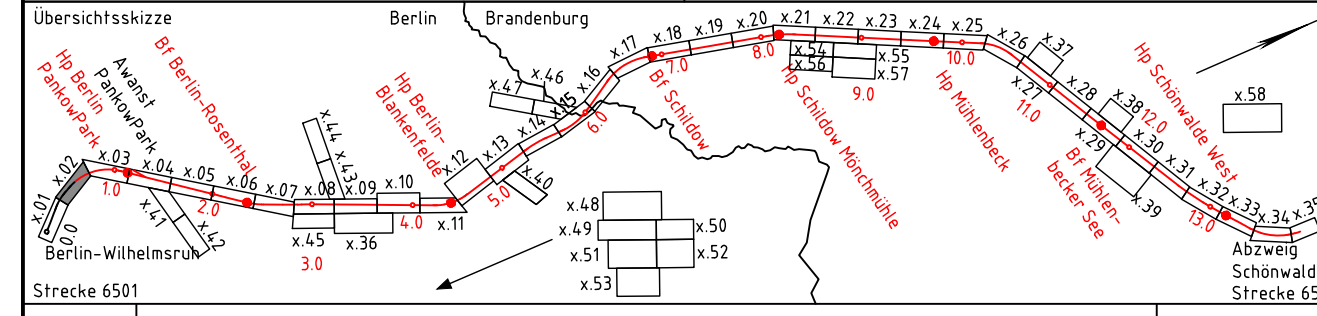 Übersichtsskizze
Berlin
Brandenburg
Hp Berlin
PankowPark
Awanst
PankowPark
Bf Berlin-Rosenthal
Hp Berlin-
Blankenfelde
Bf Schildow
Hp Schildow Mönchmühle
Hp Mühlenbeck
Bf Mühlen-
becker See
Hp Schönwalde West
x.01
x.02
x.03
x.04
x.05
x.06
x.07
x.08
x.09
x.10
x.11
x.12
x.13
x.14
x.15
x.16
x.17
x.18
x.19
x.20
x.21
x.22
x.23
x.24
x.25
x.26
x.27
x.28
x.29
x.30
x.31
x.32
x.33
x.34
x.35
x.36
x.37
x.38
x.39
x.40
x.41
x.42
x.43
x.44
x.45
x.46
x.47
x.48
x.49
x.50
x.51
x.52
x.53
x.54
x.55
x.56
x.57
x.58
0.0
1.0
2.0
3.0
4.0
5.0
6.0
7.0
8.0
9.0
10.0
11.0
12.0
13.0
Berlin-Wilhelmsruh
Strecke 6501
Abzweig
Schönwald
Strecke 65